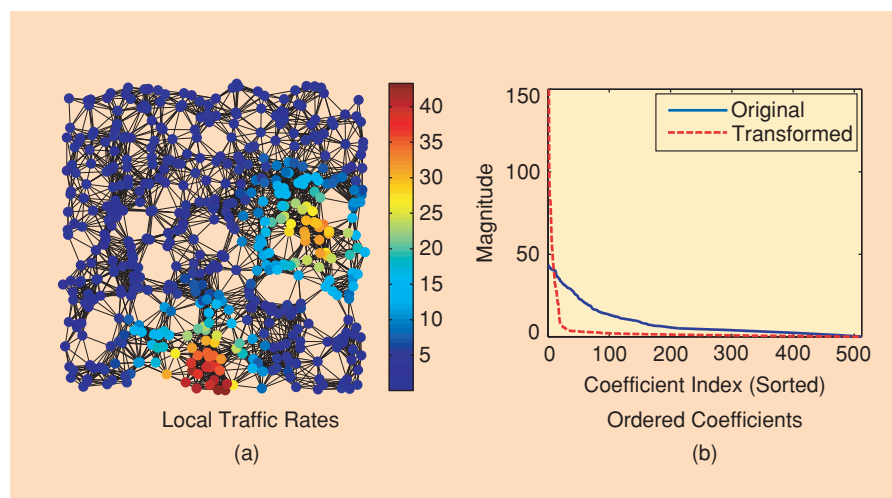 40
35
30
25
20
15
10
5
Local Traffic Rates
(a)
150
100
50
0
Magnitude
Original
Transformed
0 100 200 300 400 500
Coefficient Index (Sorted)
Ordered Coefficients
(b)